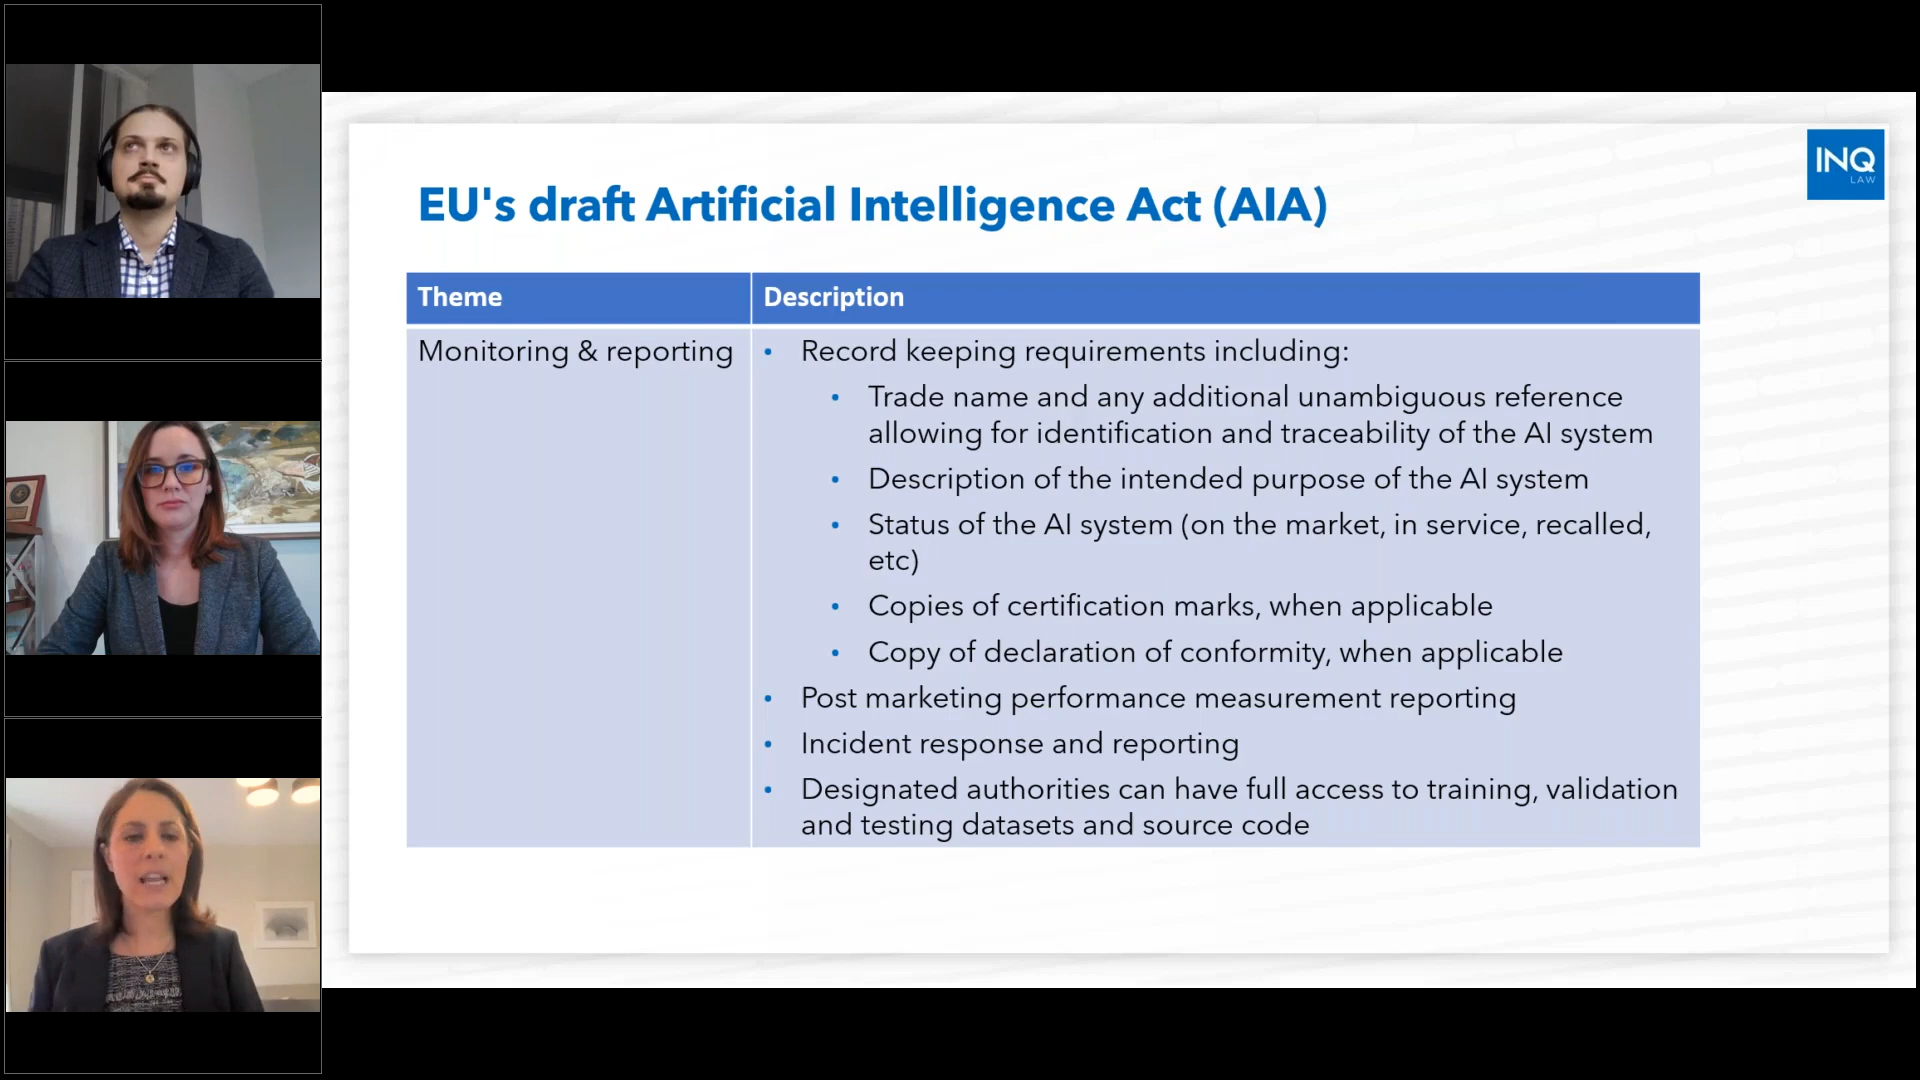 INQ
LAW
EU's draft Artificial Intelligence Act (AIA)
Theme
Description
Monitoring & reporting
• Record keeping requirements including:
• Trade name and any additional unambiguous reference
allowing for identification and traceability of the AI system
• Description of the intended purpose of the AI system
• Status of the AI system (on the market, in service, recalled,
etc)
• Copies of certification marks, when applicable
• Copy of declaration of conformity, when applicable
• Post marketing performance measurement reporting
• Incident response and reporting
• Designated authorities can have full access to training, validation
and testing datasets and source code